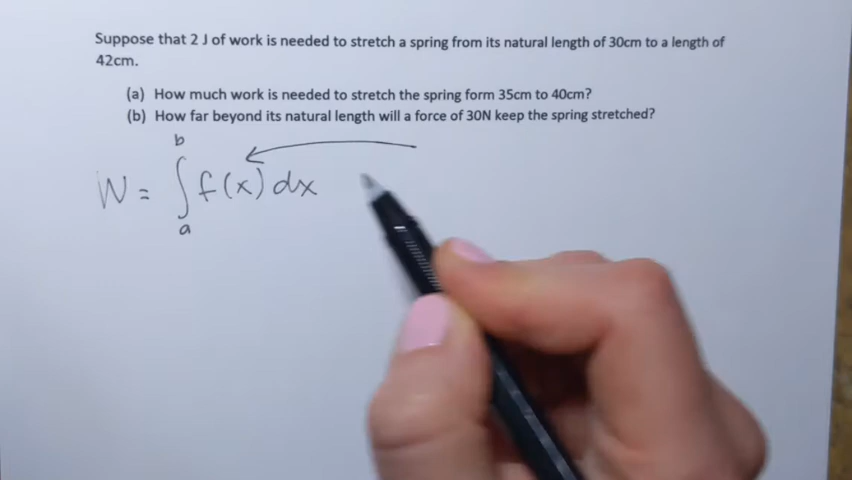 Suppose that 2 J of work is needed to stretch a spring from its natural length of 30cm to a length of
42cm.
(a) How much work is needed to stretch the spring form 35cm to 40cm?
(b) How far beyond its natural length will a force of 30N keep the spring stretched?
W = ∫_a^b f(x) dx